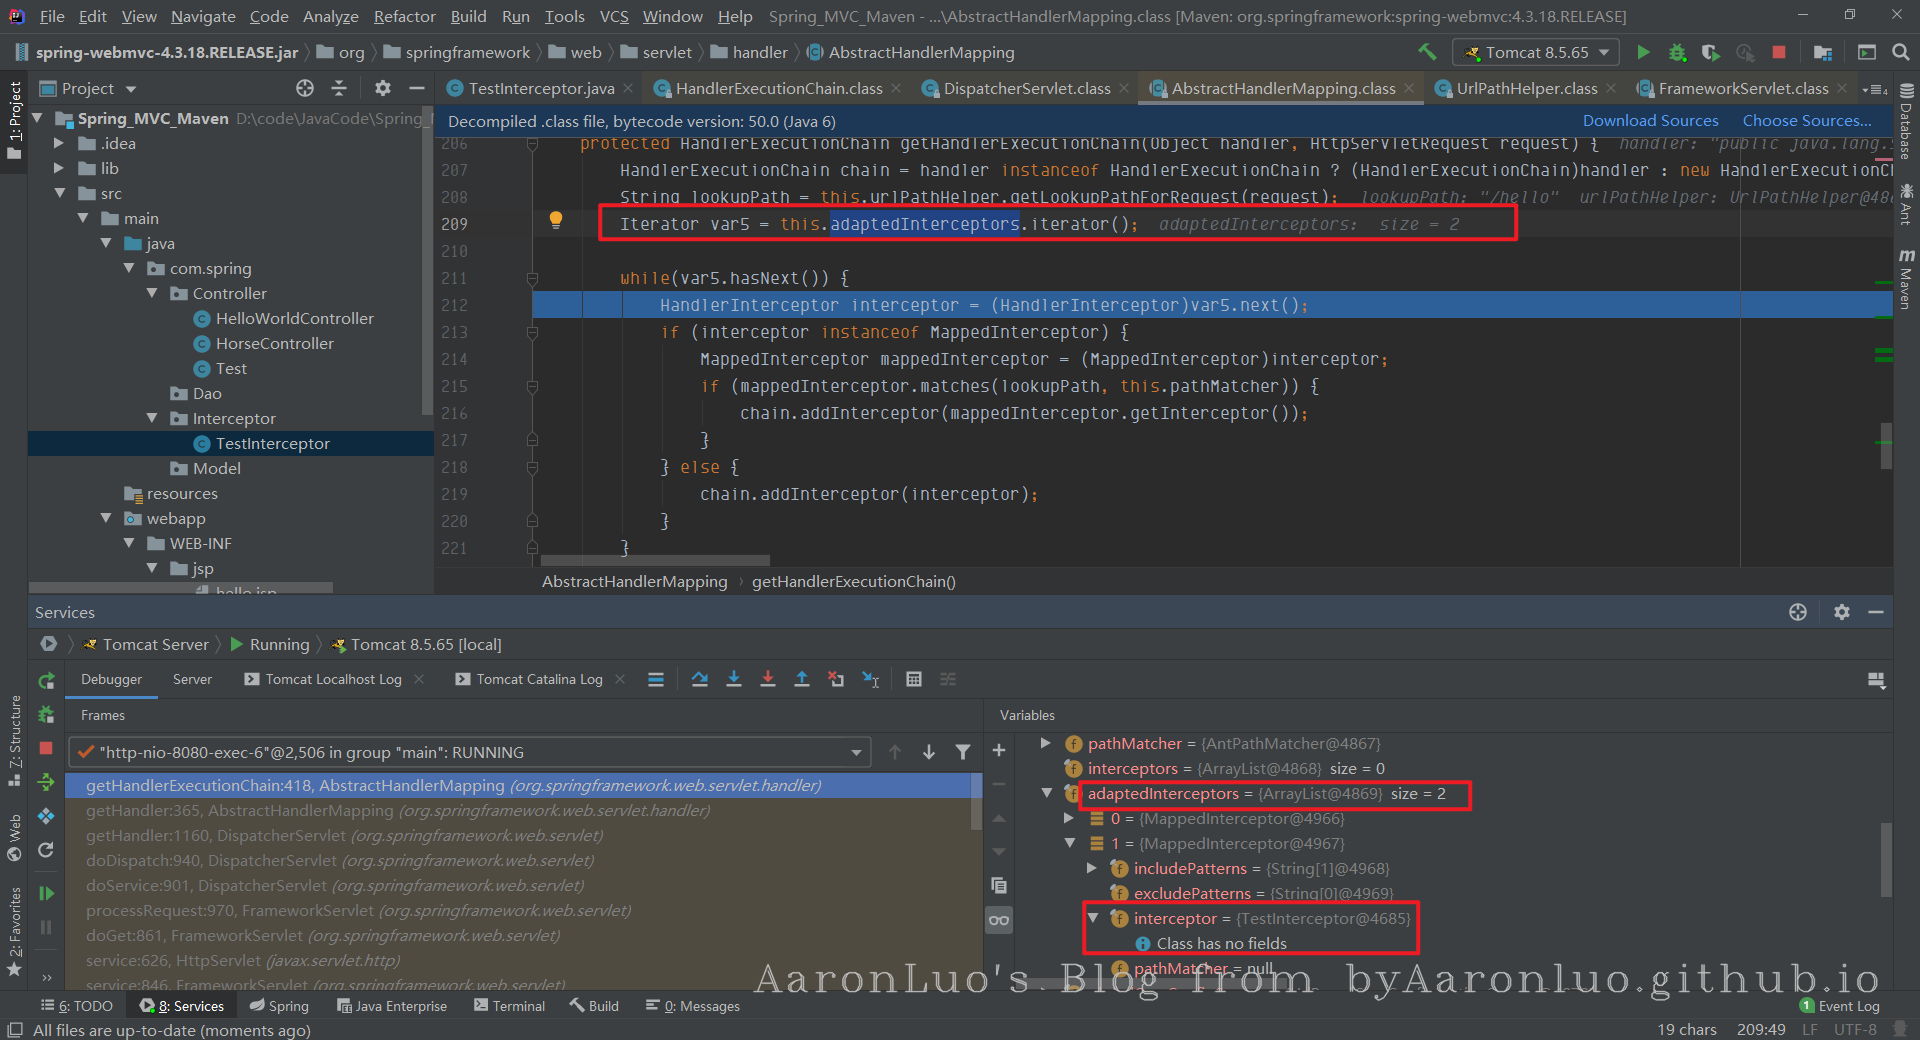 File Edit View Navigate Code Analyze Refactor Build Run Tools VCS Window Help Spring_MVC_Maven - ...\AbstractHandlerMapping.class [Maven: org.springframework:spring-webmvc:4.3.18.RELEASE]
spring-webmvc-4.3.18.RELEASE.jar org springframework web servlet handler AbstractHandlerMapping Tomcat 8.5.65
Project
TestInterceptor.java HandlerExecutionChain.class DispatcherServlet.class AbstractHandlerMapping.class UrlPathHelper.class FrameworkServlet.class
1: Project
Spring_MVC_Maven D:\code\JavaCode\Spring_
.idea
lib
src
main
java
com.spring
Controller
HelloWorldController
HorseController
Test
Dao
Interceptor
TestInterceptor
Model
resources
webapp
WEB-INF
jsp
hello.jsp
Decompiled .class file, bytecode version: 50.0 (Java 6) Download Sources Choose Sources...
206 protected HandlerExecutionChain getHandlerExecutionChain(Object handler, HttpServletRequest request) { handler: "public java.lang.
207 HandlerExecutionChain chain = handler instanceof HandlerExecutionChain ? (HandlerExecutionChain)handler : new HandlerExecutionCh
208 String lookupPath = this.urlPathHelper.getLookupPathForRequest(request); lookupPath: "/hello" urlPathHelper: UrlPathHelper@48
209 Iterator var5 = this.adaptedInterceptors.iterator(); adaptedInterceptors: size = 2
210
211 while(var5.hasNext()) {
212 HandlerInterceptor interceptor = (HandlerInterceptor)var5.next();
213 if (interceptor instanceof MappedInterceptor) {
214 MappedInterceptor mappedInterceptor = (MappedInterceptor)interceptor;
215 if (mappedInterceptor.matches(lookupPath, this.pathMatcher)) {
216 chain.addInterceptor(mappedInterceptor.getInterceptor());
217 }
218 } else {
219 chain.addInterceptor(interceptor);
220 }
221 }
AbstractHandlerMapping › getHandlerExecutionChain()
Database
Ant
Maven
Services
Tomcat Server Running Tomcat 8.5.65 [local]
Debugger Server Tomcat Localhost Log Tomcat Catalina Log
Frames
"http-nio-8080-exec-6"@2,506 in group "main": RUNNING
getHandlerExecutionChain:418, AbstractHandlerMapping (org.springframework.web.servlet.handler)
getHandler:365, AbstractHandlerMapping (org.springframework.web.servlet.handler)
getHandler:1160, DispatcherServlet (org.springframework.web.servlet)
doDispatch:940, DispatcherServlet (org.springframework.web.servlet)
doService:901, DispatcherServlet (org.springframework.web.servlet)
processRequest:970, FrameworkServlet (org.springframework.web.servlet)
doGet:861, FrameworkServlet (org.springframework.web.servlet)
service:626, HttpServlet (javax.servlet.http)
service:846, FrameworkServlet (org.springframework.web.servlet)
Variables
pathMatcher = {AntPathMatcher@4867}
interceptors = {ArrayList@4868} size = 0
adaptedInterceptors = {ArrayList@4869} size = 2
0 = {MappedInterceptor@4966}
1 = {MappedInterceptor@4967}
includePatterns = {String[1]@4968}
excludePatterns = {String[0]@4969}
interceptor = {TestInterceptor@4685}
Class has no fields
pathMatcher = null
AaronLuo's Blog from byAaronluo.github.io
Z: Structure
Web
2: Favorites
6: TODO 8: Services Spring Java Enterprise Terminal Build 0: Messages 1 Event Log
All files are up-to-date (moments ago) 19 chars 209:49 LF UTF-8